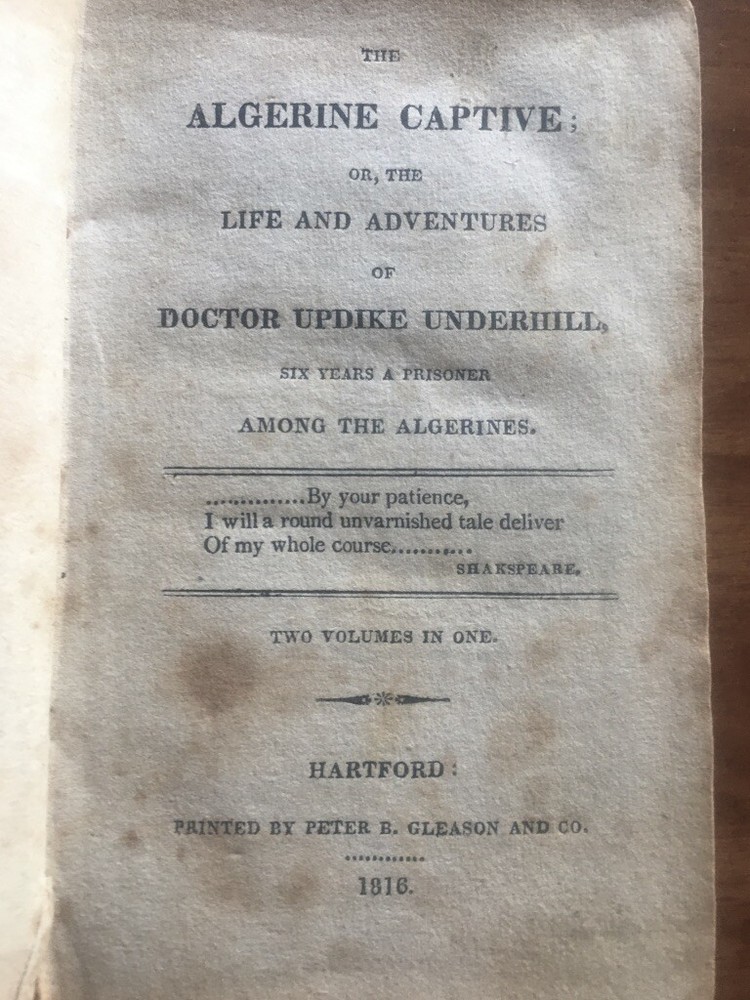 THE
ALGERINE CAPTIVE;
OR, THE
LIFE AND ADVENTURES
OF
DOCTOR UPDIKE UNDERHILL,
SIX YEARS A PRISONER
AMONG THE ALGERINES.
..............By your patience,
I will a round unvarnished tale deliver
Of my whole course...........
SHAKSPEARE.
TWO VOLUMES IN ONE.
HARTFORD:
PRINTED BY PETER B. GLEASON AND CO.
............
1816.